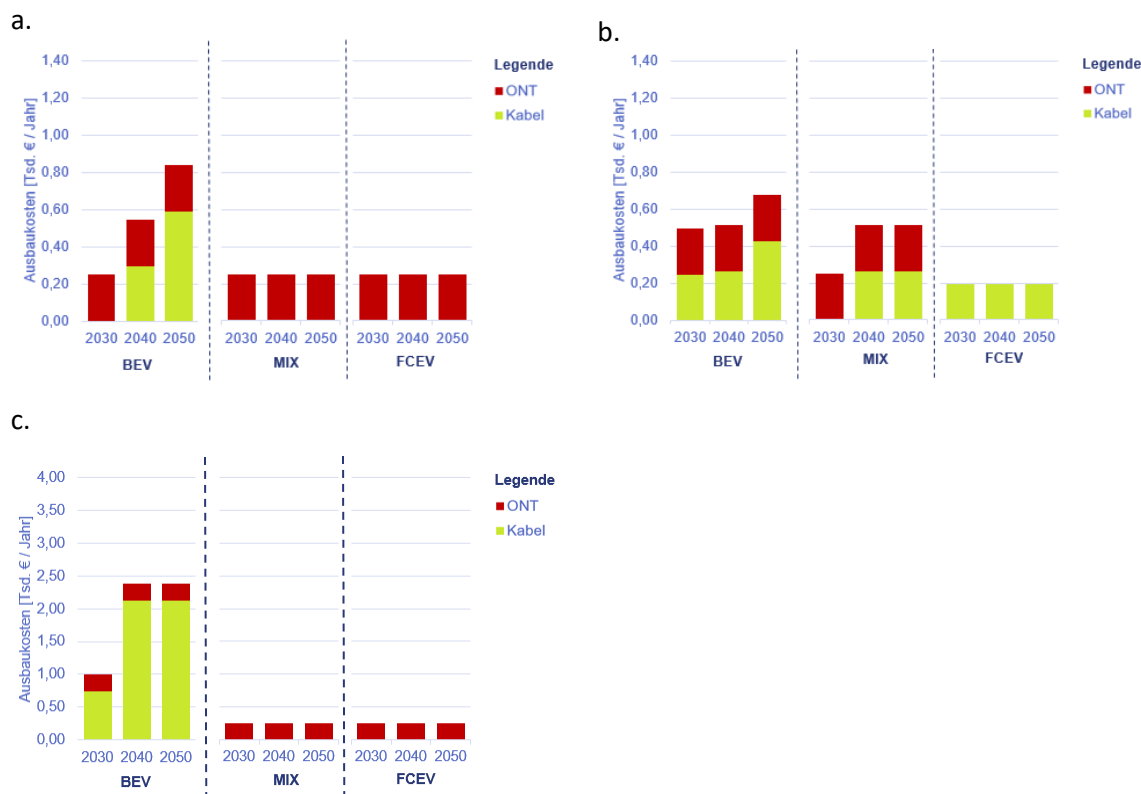 a.
Ausbaukosten [Tsd. € / Jahr]
1,40
1,20
1,00
0,80
0,60
0,40
0,20
0,00
2030 2040 2050 2030 2040 2050 2030 2040 2050
BEV MIX FCEV
Legende
ONT
Kabel
b.
Ausbaukosten [Tsd. € / Jahr]
1,40
1,20
1,00
0,80
0,60
0,40
0,20
0,00
2030 2040 2050 2030 2040 2050 2030 2040 2050
BEV MIX FCEV
Legende
ONT
Kabel
c.
Ausbaukosten [Tsd. € / Jahr]
4,00
3,50
3,00
2,50
2,00
1,50
1,00
0,50
0,00
2030 2040 2050 2030 2040 2050 2030 2040 2050
BEV MIX FCEV
Legende
ONT
Kabel